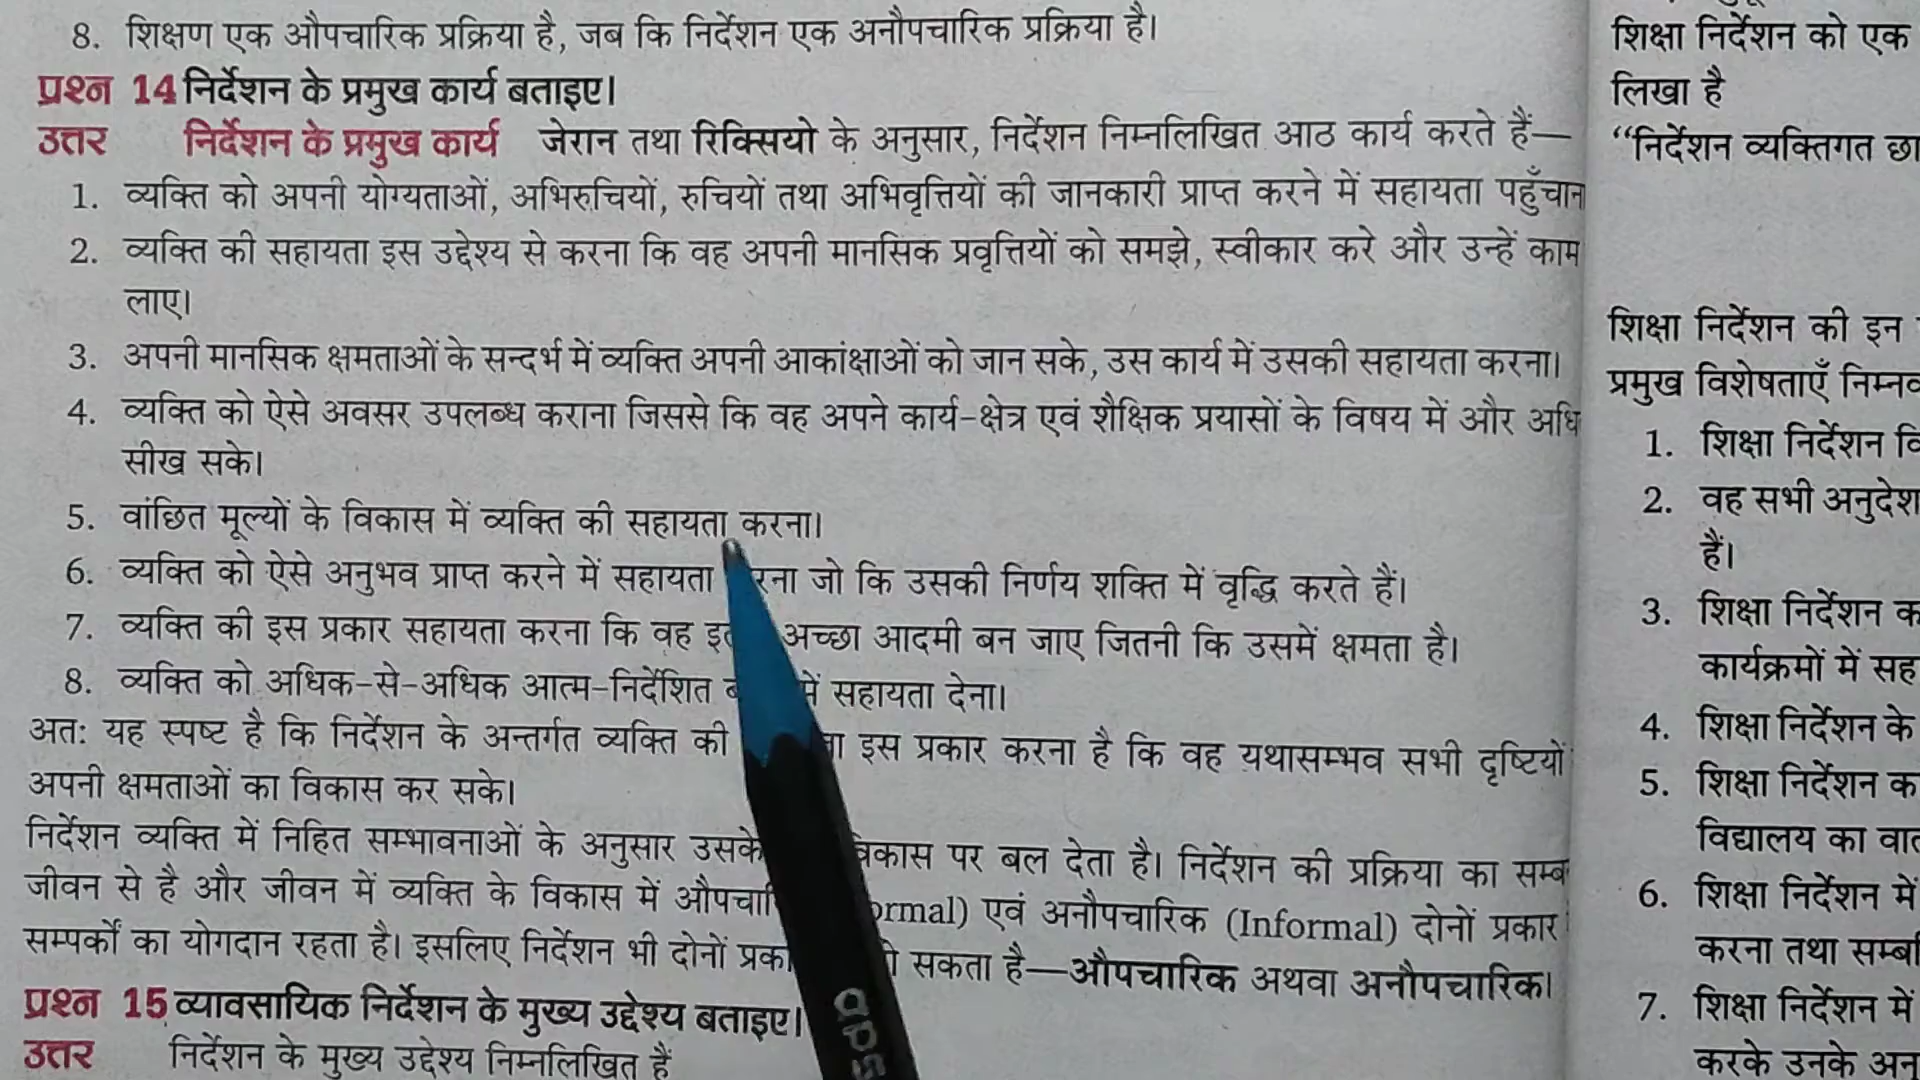 8. शिक्षण एक औपचारिक प्रक्रिया है, जब कि निर्देशन एक अनौपचारिक प्रक्रिया है।
प्रश्न 14 निर्देशन के प्रमुख कार्य बताइए।
उत्तर निर्देशन के प्रमुख कार्य जेरान तथा रिक्सियो के अनुसार, निर्देशन निम्नलिखित आठ कार्य करते हैं—
1. व्यक्ति को अपनी योग्यताओं, अभिरुचियों, रुचियों तथा अभिवृत्तियों की जानकारी प्राप्त करने में सहायता
2. व्यक्ति की सहायता इस उद्देश्य से करना कि वह अपनी मानसिक प्रवृत्तियों को समझे, स्वीकार करे और उन्हें काम
लाए।
3. अपनी मानसिक क्षमताओं के सन्दर्भ में व्यक्ति अपनी आकांक्षाओं को जान सके, उस कार्य में उसकी सहायता करना।
4. व्यक्ति को ऐसे अवसर उपलब्ध कराना जिससे कि वह अपने कार्य-क्षेत्र एवं शैक्षिक प्रयासों के विषय में और
सीख सके।
5. वांछित मूल्यों के विकास में व्यक्ति की सहायता करना।
6. व्यक्ति को ऐसे अनुभव प्राप्त करने में सहायता जो कि उसकी निर्णय शक्ति में वृद्धि करते हैं।
7. व्यक्ति की इस प्रकार सहायता करना कि वह अच्छा आदमी बन जाए जितनी कि उसमें क्षमता है।
8. व्यक्ति को अधिक-से-अधिक आत्म-निर्देशित में सहायता देना।
अतः यह स्पष्ट है कि निर्देशन के अन्तर्गत व्यक्ति की इस प्रकार करना है कि वह यथासम्भव सभी दृष्टियों
अपनी क्षमताओं का विकास कर सके।
निर्देशन व्यक्ति में निहित सम्भावनाओं के अनुसार उसके विकास पर बल देता है। निर्देशन की प्रक्रिया का
जीवन से है और जीवन में व्यक्ति के विकास में एवं अनौपचारिक (Informal) दोनों प्रकार
सम्पर्कों का योगदान रहता है। इसलिए निर्देशन भी दोनों सकता है—औपचारिक अथवा अनौपचारिक।
प्रश्न 15 व्यावसायिक निर्देशन के मुख्य उद्देश्य बताइए।
उत्तर निर्देशन के मुख्य उद्देश्य निम्नलिखित हैं
शिक्षा निर्देशन को एक
लिखा है
“निर्देशन व्यक्तिगत
शिक्षा निर्देशन की इन
प्रमुख विशेषताएँ
1. शिक्षा निर्देशन
2. वह सभी
हैं।
3. शिक्षा निर्देशन
कार्यक्रमों में
4. शिक्षा निर्देशन के
5. शिक्षा निर्देशन
विद्यालय का
6. शिक्षा निर्देशन में
करना तथा
7. शिक्षा निर्देशन में
करके उनके